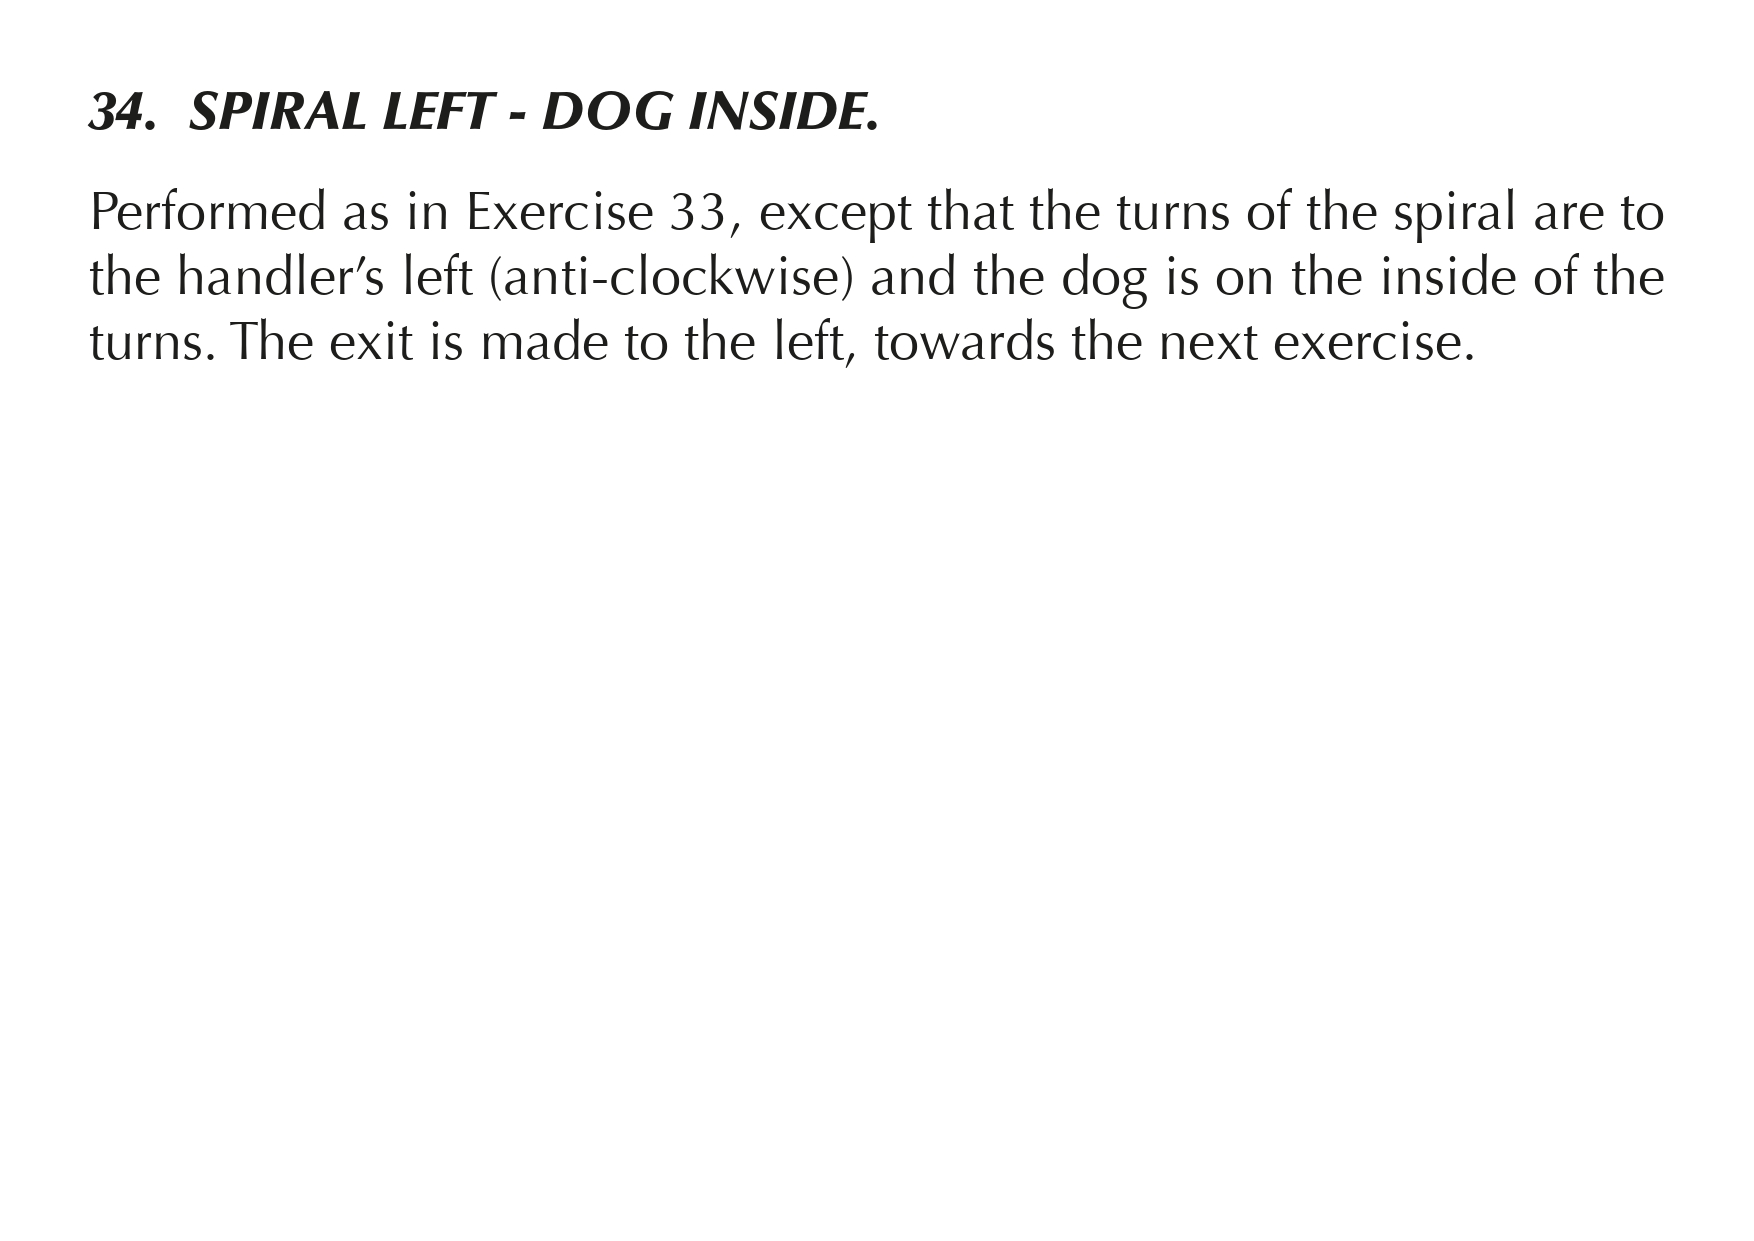 34. SPIRAL LEFT - DOG INSIDE.
Performed as in Exercise 33, except that the turns of the spiral are to
the handler's left (anti-clockwise) and the dog is on the inside of the
turns. The exit is made to the left, towards the next exercise.